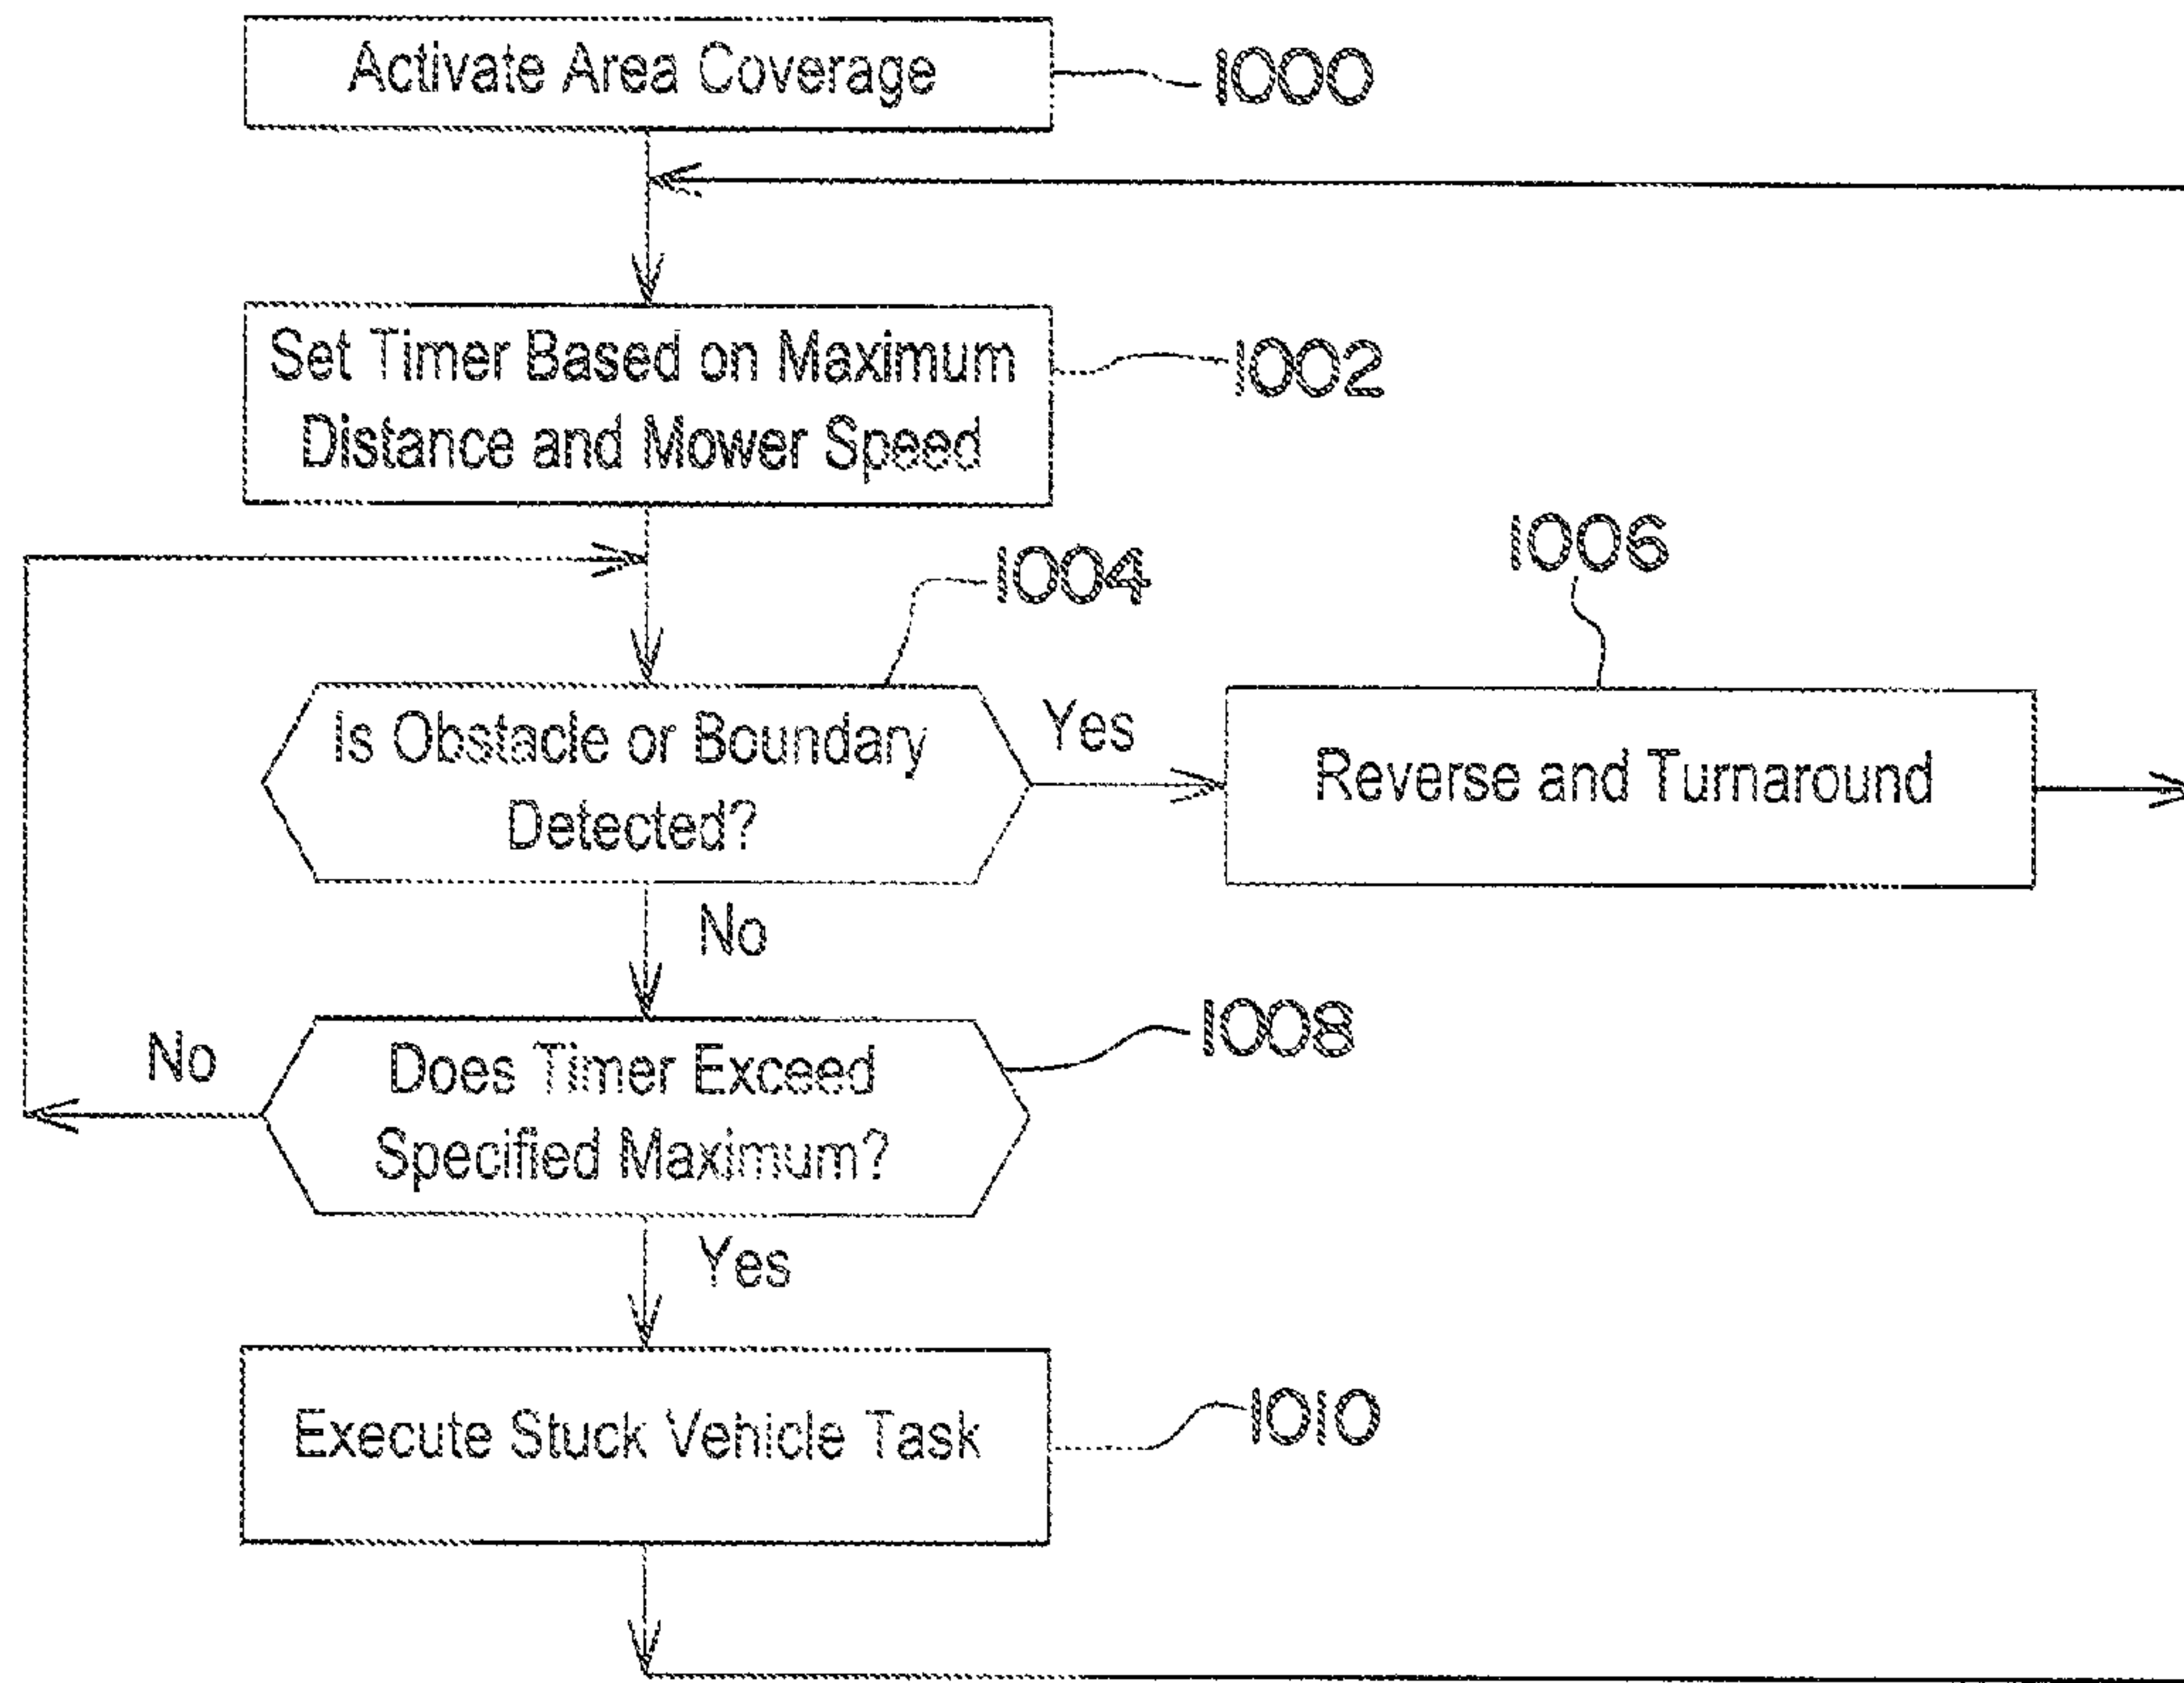 Activate Area Coverage
1000
Set Timer Based on Maximum
Distance and Mower Speed
1002
1004
1006
Is Obstacle or Boundary
Detected?
Yes
Reverse and Turnaround
No
1008
Does Timer Exceed
Specified Maximum?
No
Yes
Execute Stuck Vehicle Task
1010